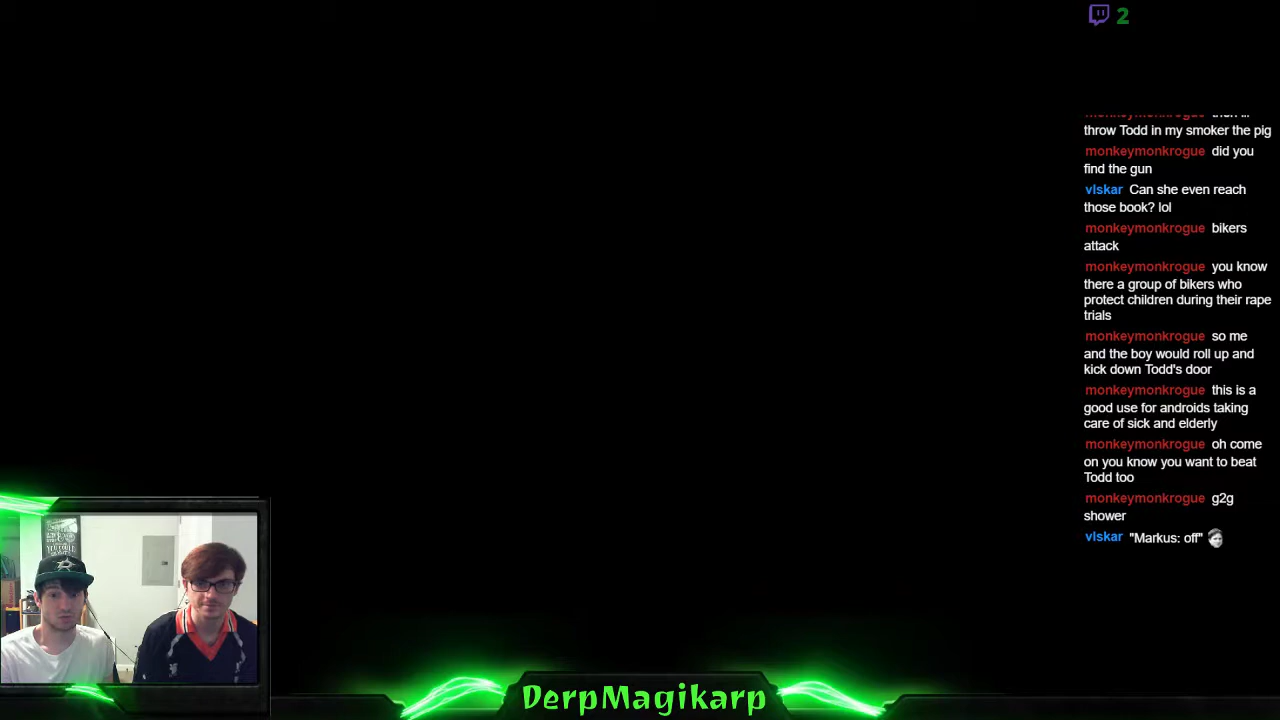 2
throw Todd in my smoker the pig
monkeymonkrogue did you
find the gun
vlskar Can she even reach
those book? lol
monkeymonkrogue bikers
attack
monkeymonkrogue you know
there a group of bikers who
protect children during their rape
trials
monkeymonkrogue so me
and the boy would roll up and
kick down Todd's door
monkeymonkrogue this is a
good use for androids taking
care of sick and elderly
monkeymonkrogue oh come
on you know you want to beat
Todd too
monkeymonkrogue g2g
shower
vlskar "Markus: off"
DerpMagikarp